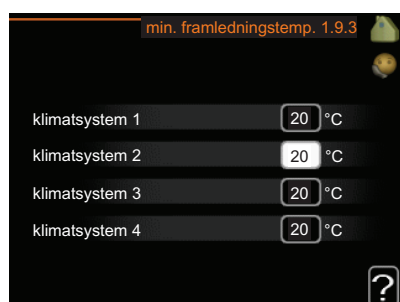 min. framledningstemp. 1.9.3
klimatsystem 1 20 °C
klimatsystem 2 20 °C
klimatsystem 3 20 °C
klimatsystem 4 20 °C
?